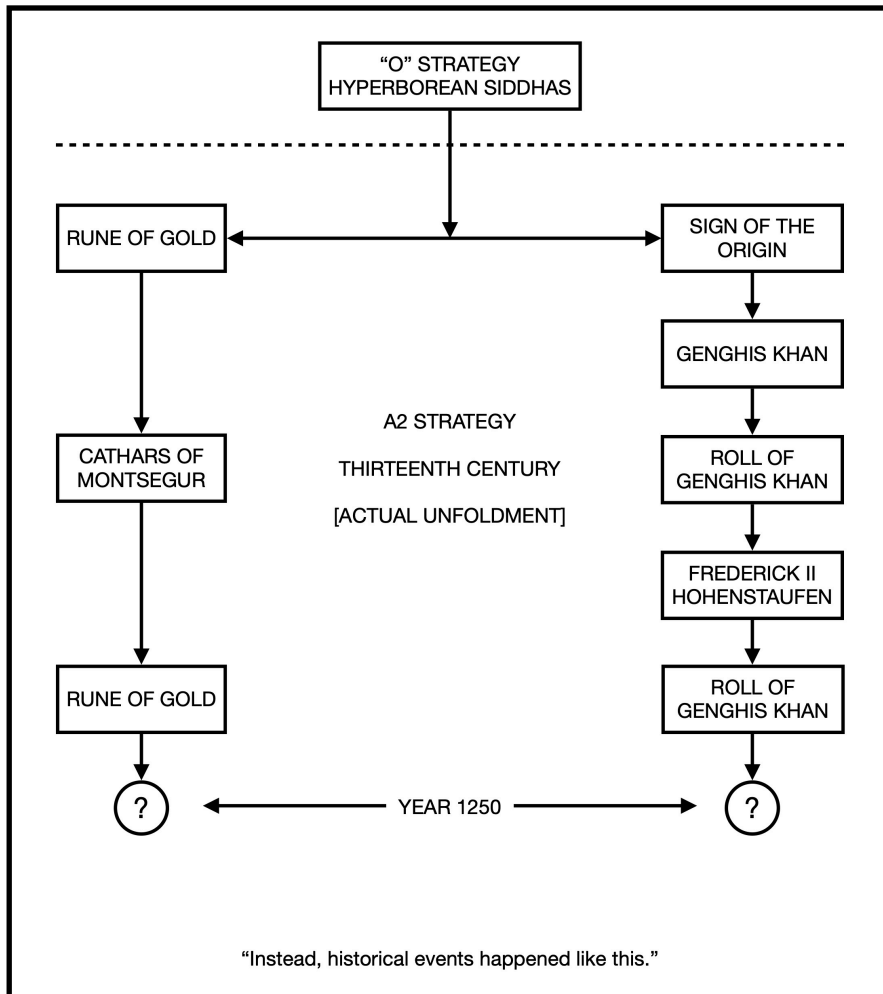 “O” STRATEGY
HYPERBOREAN SIDDHAS
RUNE OF GOLD
SIGN OF THE
ORIGIN
GENGHIS KHAN
A2 STRATEGY
THIRTEENTH CENTURY
[ACTUAL UNFOLDMENT]
CATHARS OF
MONTSEGUR
ROLL OF
GENGHIS KHAN
FREDERICK II
HOHENSTAUFEN
RUNE OF GOLD
ROLL OF
GENGHIS KHAN
?
YEAR 1250
?
“Instead, historical events happened like this.”